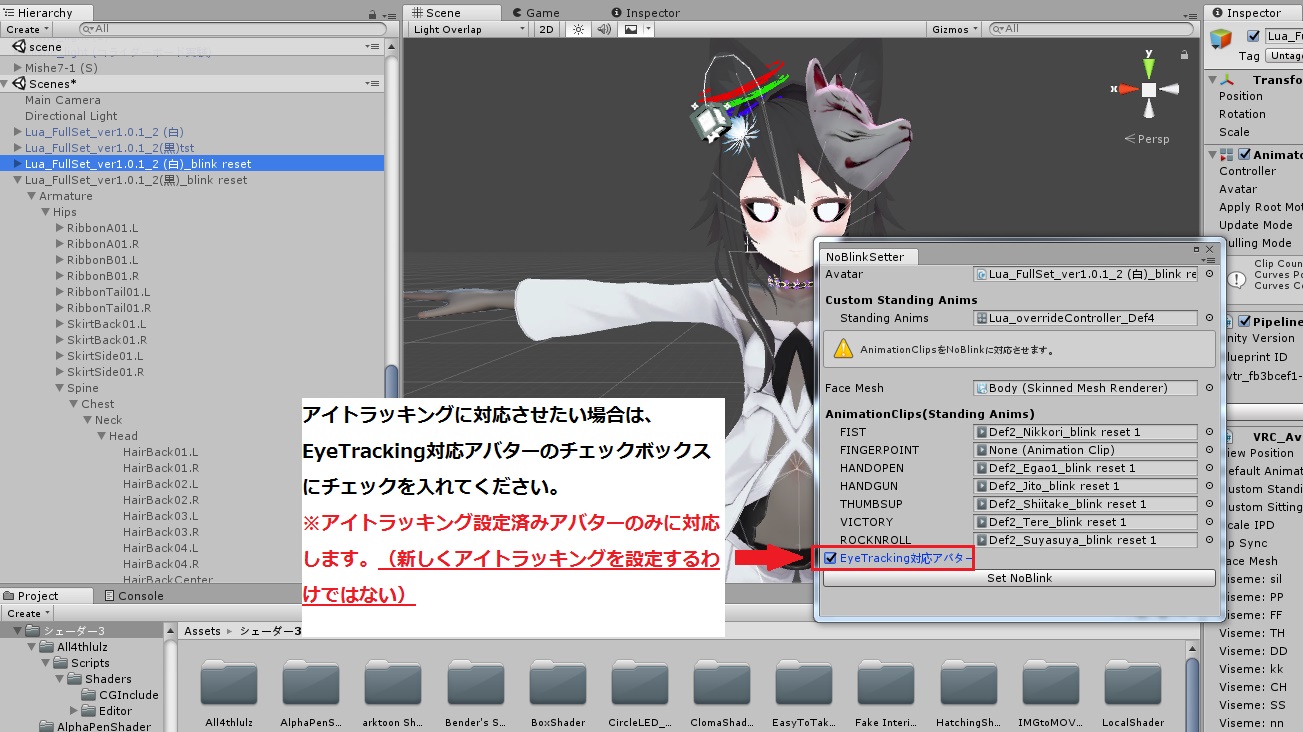 Hierarchy
Create
All
scene
Mishe7-1 (S)
Scenes*
Main Camera
Directional Light
Lua_FullSet_ver1.0.1_2 (白)
Lua_FullSet_ver1.0.1_2(黒)tst
Lua_FullSet_ver1.0.1_2 (白)_blink reset
Lua_FullSet_ver1.0.1_2(黒)_blink reset
Armature
Hips
RibbonA01.L
RibbonA01.R
RibbonB01.L
RibbonB01.R
RibbonTail01.L
RibbonTail01.R
SkirtBack01.L
SkirtBack01.R
SkirtSide01.L
SkirtSide01.R
Spine
Chest
Neck
Head
HairBack01.L
HairBack01.R
HairBack02.L
HairBack02.R
HairBack03.L
HairBack03.R
HairBack04.L
HairBack04.R
HairBackCenter
Scene
Game
Inspector
Light Overlap
2D
Gizmos
All
y
x
Persp
アイトラッキングに対応させたい場合は、
EyeTracking対応アバターのチェックボックス
にチェックを入れてください。
※アイトラッキング設定済みアバターのみに対応
します。（新しくアイトラッキングを設定するわ
けではない）
NoBlinkSetter
Avatar Lua_FullSet_ver1.0.1_2 (白)_blink re
Custom Standing Anims
Standing Anims Lua_overrideController_Def4
AnimationClipsをNoBlinkに対応させます。
Face Mesh Body (Skinned Mesh Renderer)
AnimationClips(Standing Anims)
FIST Def2_Nikkori_blink reset 1
FINGERPOINT None (Animation Clip)
HANDOPEN Def2_Egao1_blink reset 1
HANDGUN Def2_Jito_blink reset 1
THUMBSUP Def2_Shiitake_blink reset 1
VICTORY Def2_Tere_blink reset 1
ROCKNROLL Def2_Suyasuya_blink reset 1
EyeTracking対応アバター
Set NoBlink
Inspector
Lua_Fu
Tag Untag
Transfo
Position
Rotation
Scale
Animato
Controller
Avatar
Apply Root Mot
Update Mode
ulling Mode
Clip Cou
Curves Po
Curves Co
Pipeline
nity Version
lueprint ID
vtr_fb3bcef1-
VRC_Av
iew Position
efault Animat
ustom Standi
ustom Sitting
cale IPD
p Sync
ace Mesh
iseme: sil
iseme: PP
iseme: FF
iseme: TH
iseme: DD
iseme: kk
iseme: CH
iseme: SS
iseme: nn
Project
Console
Create
シェーダー3
All4thlulz
Scripts
Shaders
CGInclude
Editor
AlphaPenShader
Assets シェーダー3
All4thlulz
AlphaPenS...
arktoon Sh...
Bender's S...
BoxShader
CircleLED_...
ClomaShad...
EasyToTak...
Fake Interi...
HatchingSh...
IMGtoMOV...
LocalShader